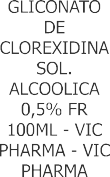 GLICONATO
DE
CLOREXIDINA
SOL.
ALCOOLICA
0,5% FR
100ML - VIC
PHARMA - VIC
PHARMA